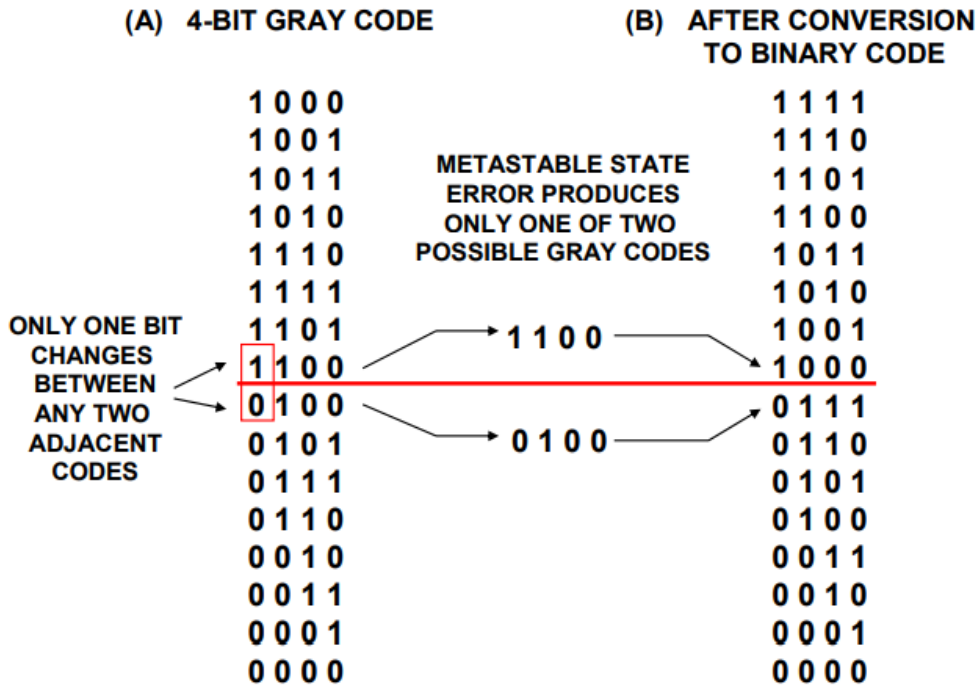 (A) 4-BIT GRAY CODE
(B) AFTER CONVERSION
TO BINARY CODE
1 0 0 0
1 0 0 1
1 0 1 1
1 0 1 0
1 1 1 0
1 1 1 1
1 1 0 1
1 1 0 0
0 1 0 0
0 1 0 1
0 1 1 1
0 1 1 0
0 0 1 0
0 0 1 1
0 0 0 1
0 0 0 0
ONLY ONE BIT
CHANGES
BETWEEN
ANY TWO
ADJACENT
CODES
METASTABLE STATE
ERROR PRODUCES
ONLY ONE OF TWO
POSSIBLE GRAY CODES
1 1 0 0
0 1 0 0
1 1 1 1
1 1 1 0
1 1 0 1
1 1 0 0
1 0 1 1
1 0 1 0
1 0 0 1
1 0 0 0
0 1 1 1
0 1 1 0
0 1 0 1
0 1 0 0
0 0 1 1
0 0 1 0
0 0 0 1
0 0 0 0